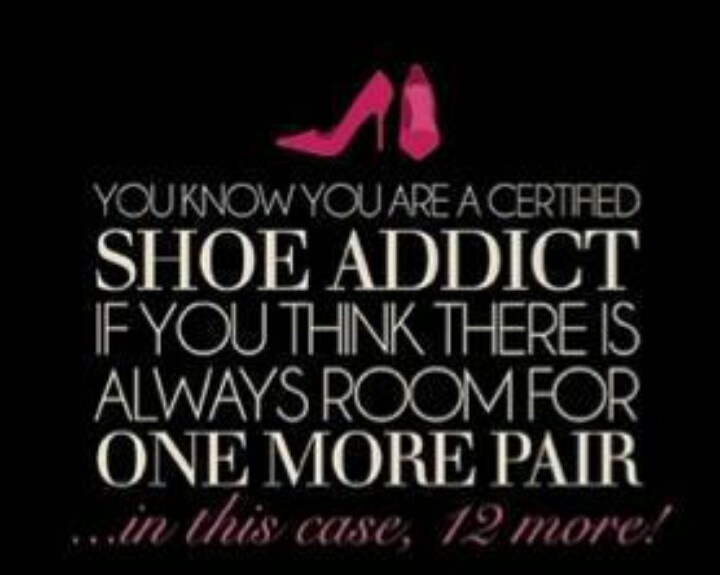 YOU KNOW YOU ARE A CERTIFIED
SHOE ADDICT
IF YOU THINK THERE IS
ALWAYS ROOM FOR
ONE MORE PAIR
...in this case, 12 more!